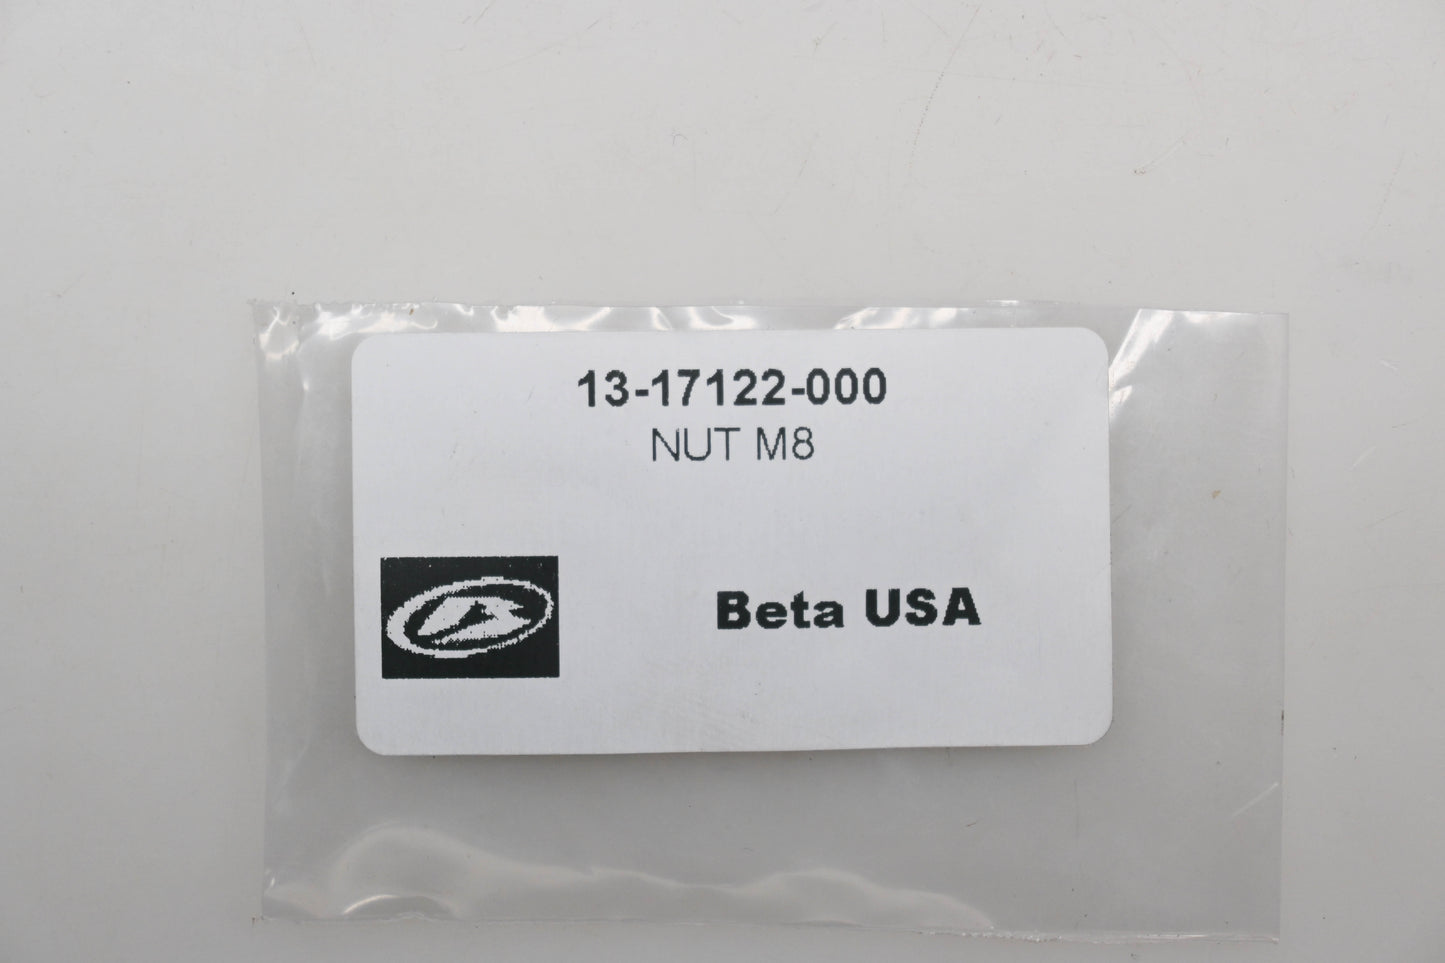 13-17122-000
NUT M8
Beta USA